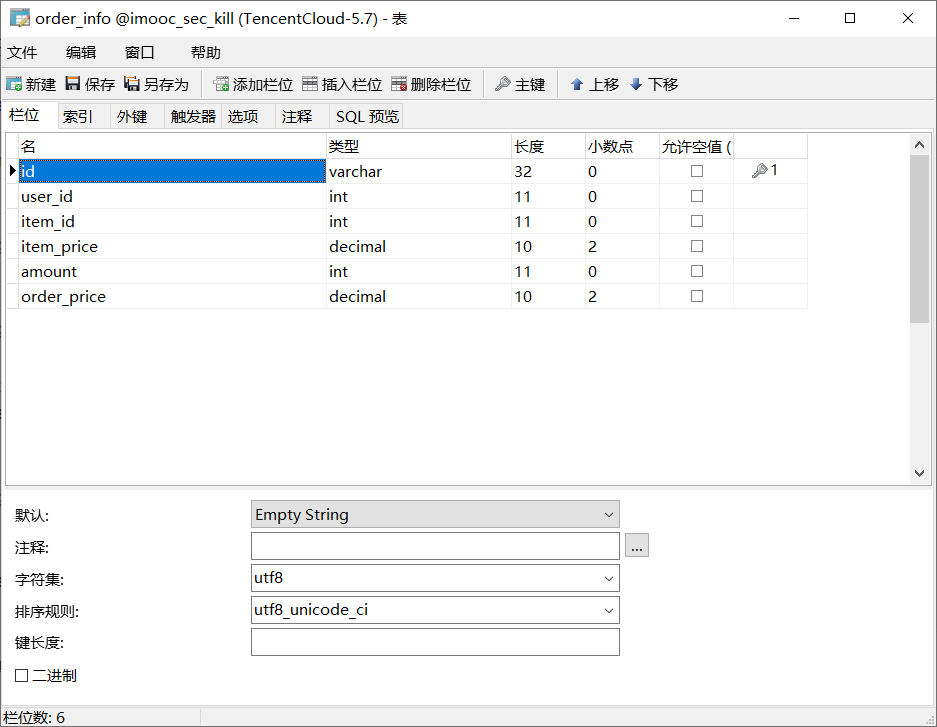 order_info @imooc_sec_kill (TencentCloud-5.7) - 表
文件 编辑 窗口 帮助
新建 保存 另存为 添加栏位 插入栏位 删除栏位 主键 上移 下移
栏位 索引 外键 触发器 选项 注释 SQL 预览
名 类型 长度 小数点 允许空值 (
id varchar 32 0 1
user_id int 11 0
item_id int 11 0
item_price decimal 10 2
amount int 11 0
order_price decimal 10 2
默认: Empty String
注释: ...
字符集: utf8
排序规则: utf8_unicode_ci
键长度:
二进制
栏位数: 6